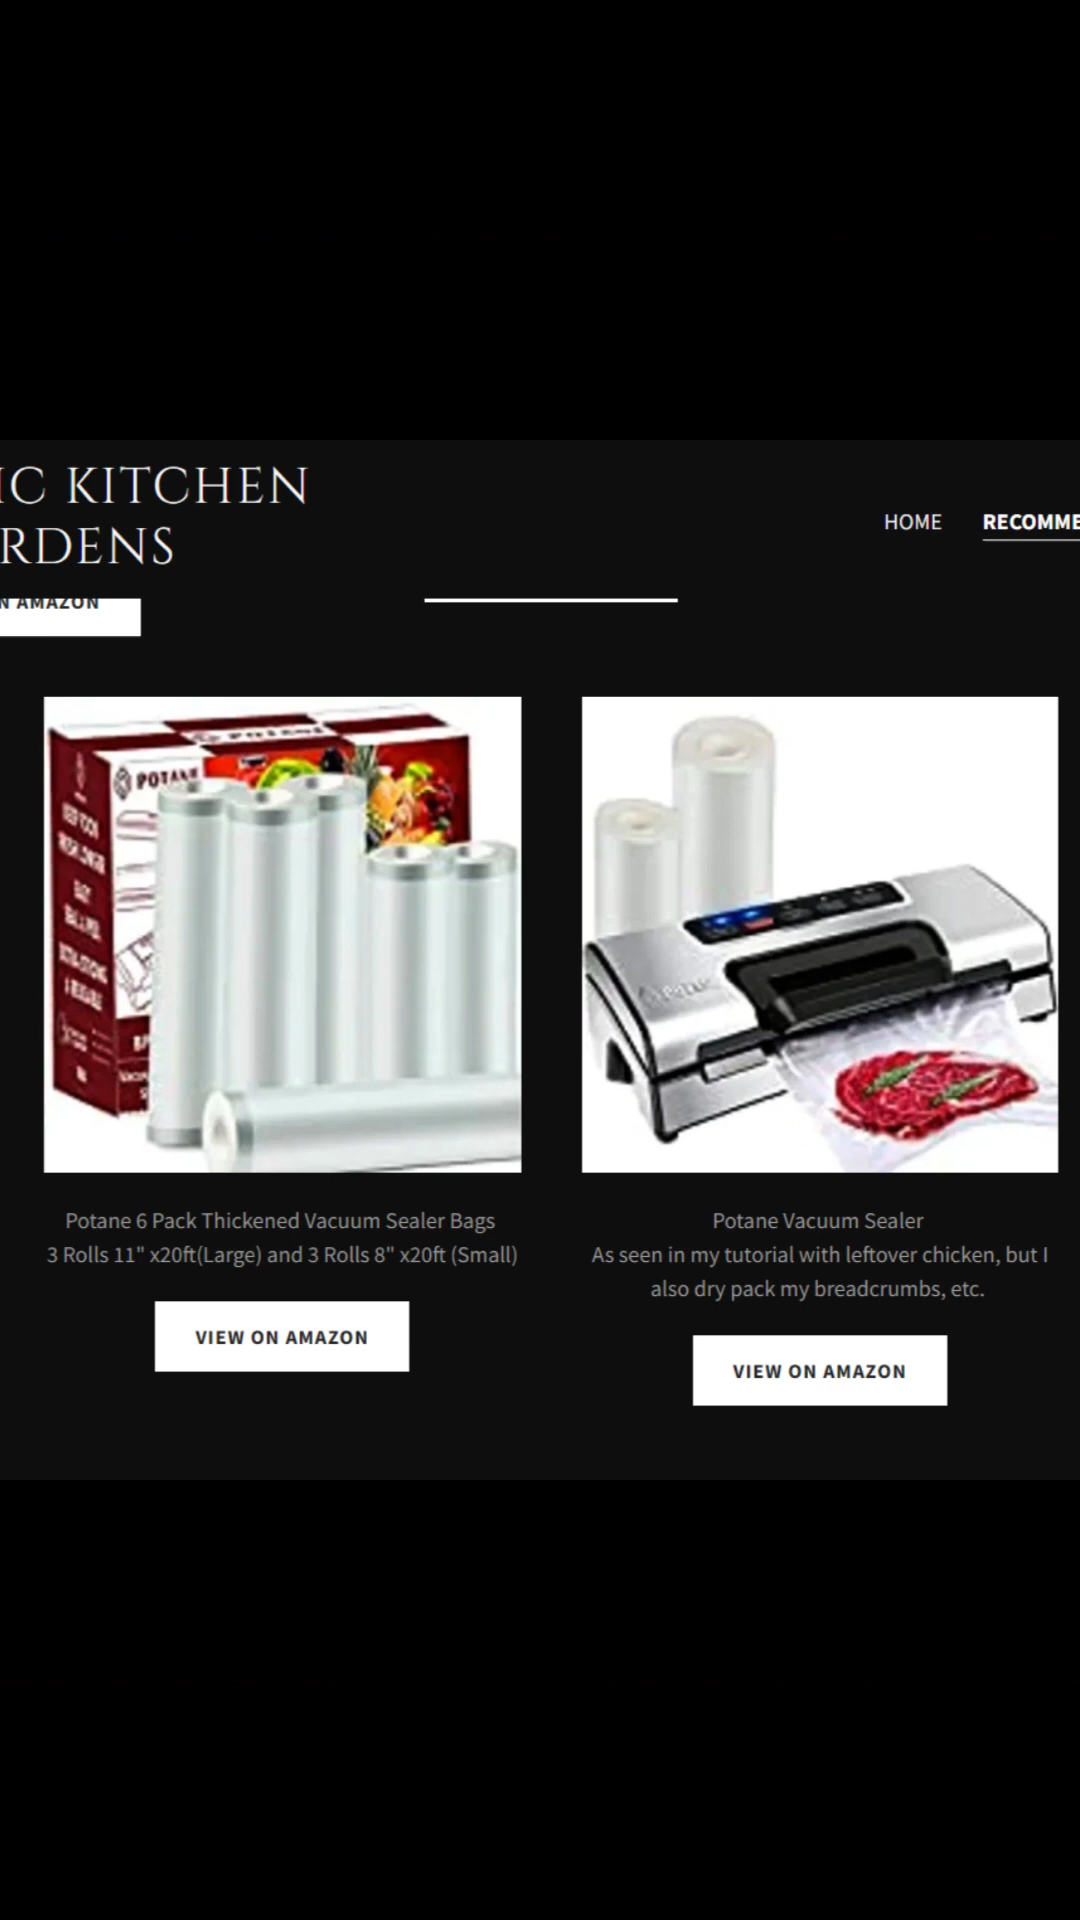 IC KITCHEN
RDENS
HOME
RECOMME
N AMAZON
POTANE
Potane 6 Pack Thickened Vacuum Sealer Bags
3 Rolls 11" x20ft(Large) and 3 Rolls 8" x20ft (Small)
VIEW ON AMAZON
Potane Vacuum Sealer
As seen in my tutorial with leftover chicken, but I
also dry pack my breadcrumbs, etc.
VIEW ON AMAZON